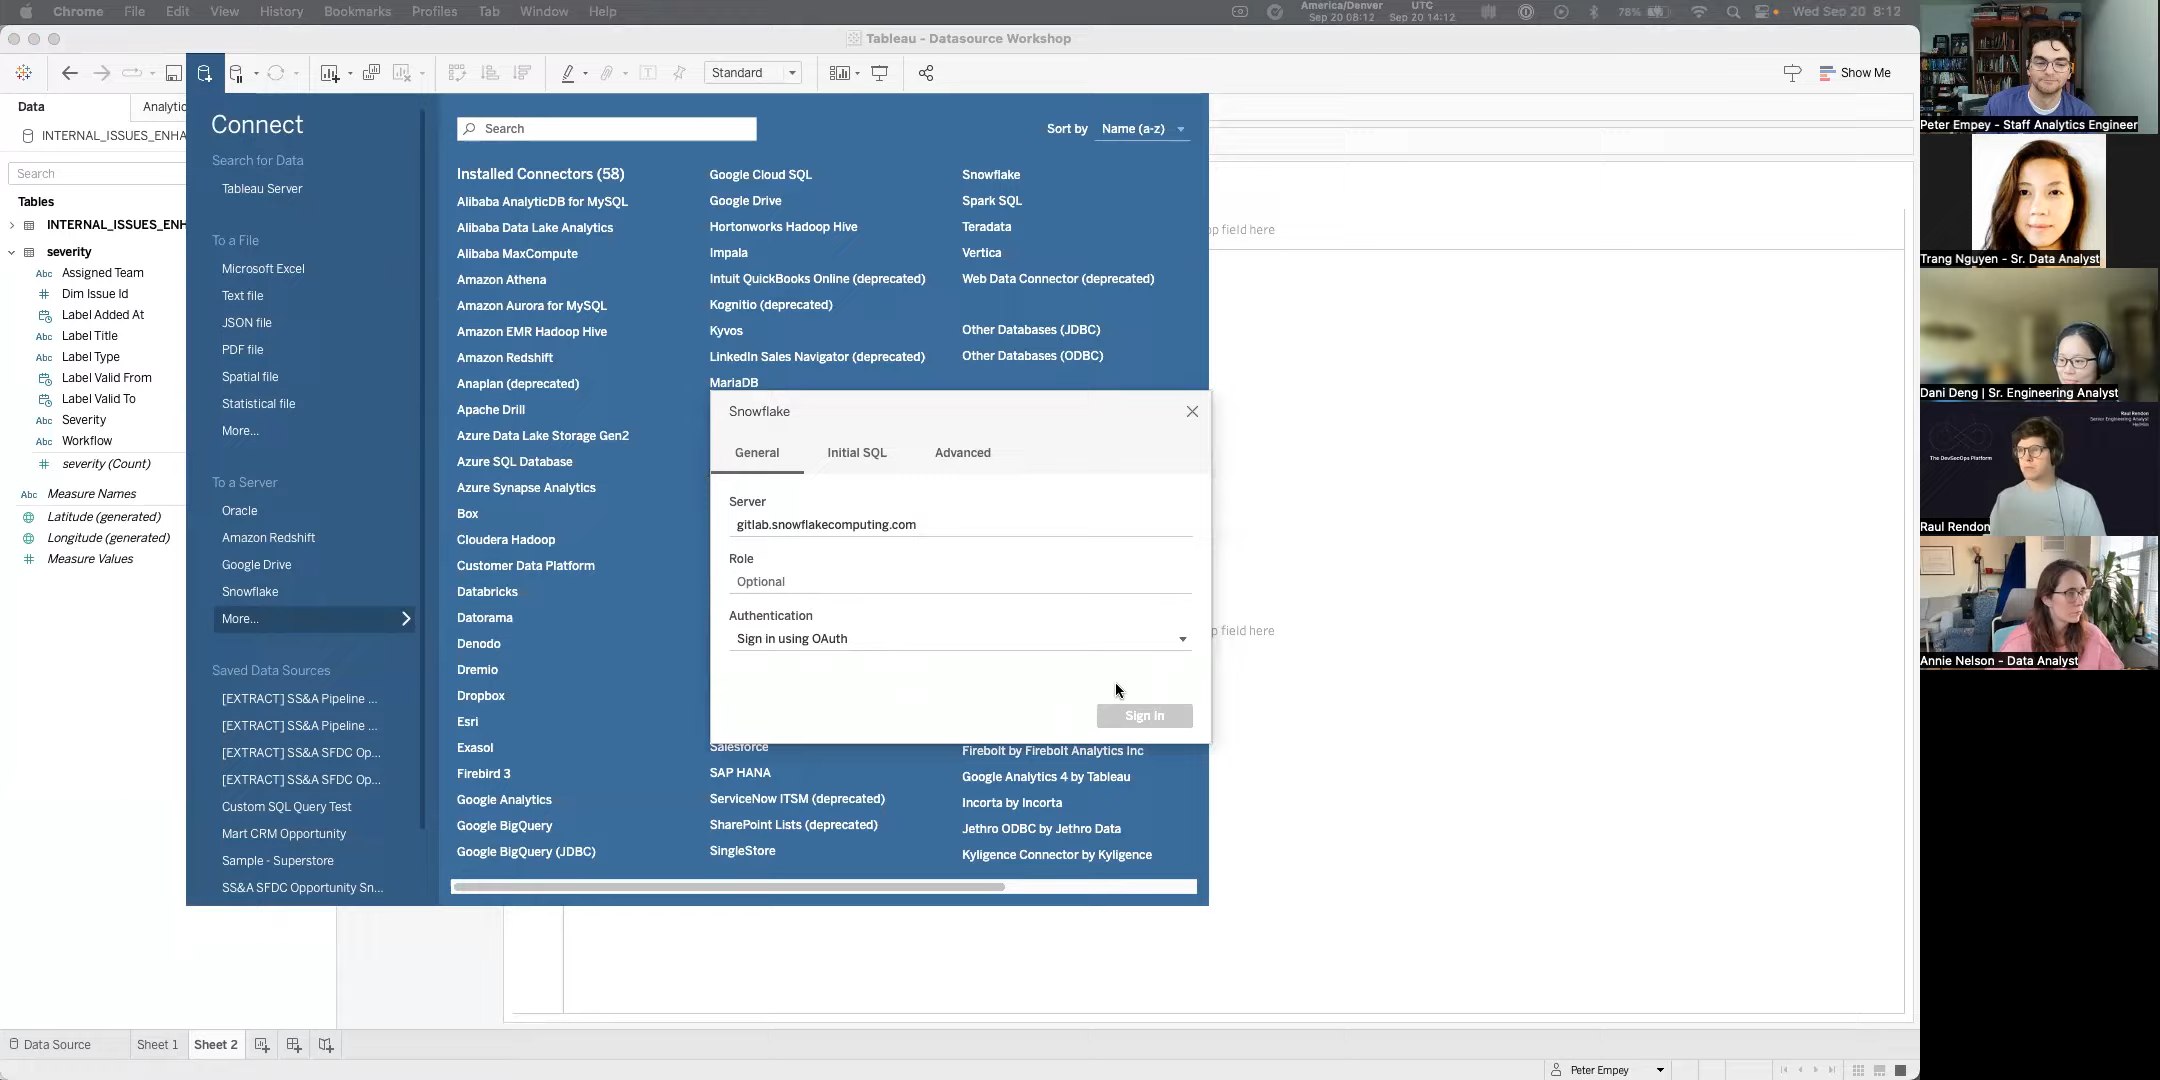 Chrome File Edit View History Bookmarks Profiles Tab Window Help
America/Denver UTC
Sep 20 08:12 Sep 20 14:12
78%
Wed Sep 20 8:12
Tableau - Datasource Workshop
Standard
Show Me
Data
Analytic
INTERNAL_ISSUES_ENHA
Search
Tables
INTERNAL_ISSUES_ENH
severity
Abc Assigned Team
# Dim Issue Id
Label Added At
Abc Label Title
Abc Label Type
Label Valid From
Label Valid To
Abc Severity
Abc Workflow
# severity (Count)
Abc Measure Names
Latitude (generated)
Longitude (generated)
# Measure Values
Connect
Search for Data
Tableau Server
To a File
Microsoft Excel
Text file
JSON file
PDF file
Spatial file
Statistical file
More...
To a Server
Oracle
Amazon Redshift
Google Drive
Snowflake
More...
Saved Data Sources
[EXTRACT] SS&A Pipeline ...
[EXTRACT] SS&A Pipeline ...
[EXTRACT] SS&A SFDC Op...
[EXTRACT] SS&A SFDC Op...
Custom SQL Query Test
Mart CRM Opportunity
Sample - Superstore
SS&A SFDC Opportunity Sn...
Search
Sort by Name (a-z)
Installed Connectors (58)
Alibaba AnalyticDB for MySQL
Alibaba Data Lake Analytics
Alibaba MaxCompute
Amazon Athena
Amazon Aurora for MySQL
Amazon EMR Hadoop Hive
Amazon Redshift
Anaplan (deprecated)
Apache Drill
Azure Data Lake Storage Gen2
Azure SQL Database
Azure Synapse Analytics
Box
Cloudera Hadoop
Customer Data Platform
Databricks
Datorama
Denodo
Dremio
Dropbox
Esri
Exasol
Firebird 3
Google Analytics
Google BigQuery
Google BigQuery (JDBC)
Google Cloud SQL
Google Drive
Hortonworks Hadoop Hive
Impala
Intuit QuickBooks Online (deprecated)
Kognitio (deprecated)
Kyvos
LinkedIn Sales Navigator (deprecated)
MariaDB
Salesforce
SAP HANA
ServiceNow ITSM (deprecated)
SharePoint Lists (deprecated)
SingleStore
Snowflake
Spark SQL
Teradata
Vertica
Web Data Connector (deprecated)
Other Databases (JDBC)
Other Databases (ODBC)
Firebolt by Firebolt Analytics Inc
Google Analytics 4 by Tableau
Incorta by Incorta
Jethro ODBC by Jethro Data
Kyligence Connector by Kyligence
Snowflake
General Initial SQL Advanced
Server
gitlab.snowflakecomputing.com
Role
Optional
Authentication
Sign in using OAuth
Sign In
op field here
op field here
Data Source Sheet 1 Sheet 2
Peter Empey
Peter Empey - Staff Analytics Engineer
Trang Nguyen - Sr. Data Analyst
Dani Deng | Sr. Engineering Analyst
Raul Rendon
The DevSecOps Platform
Raul Rendon
Annie Nelson - Data Analyst